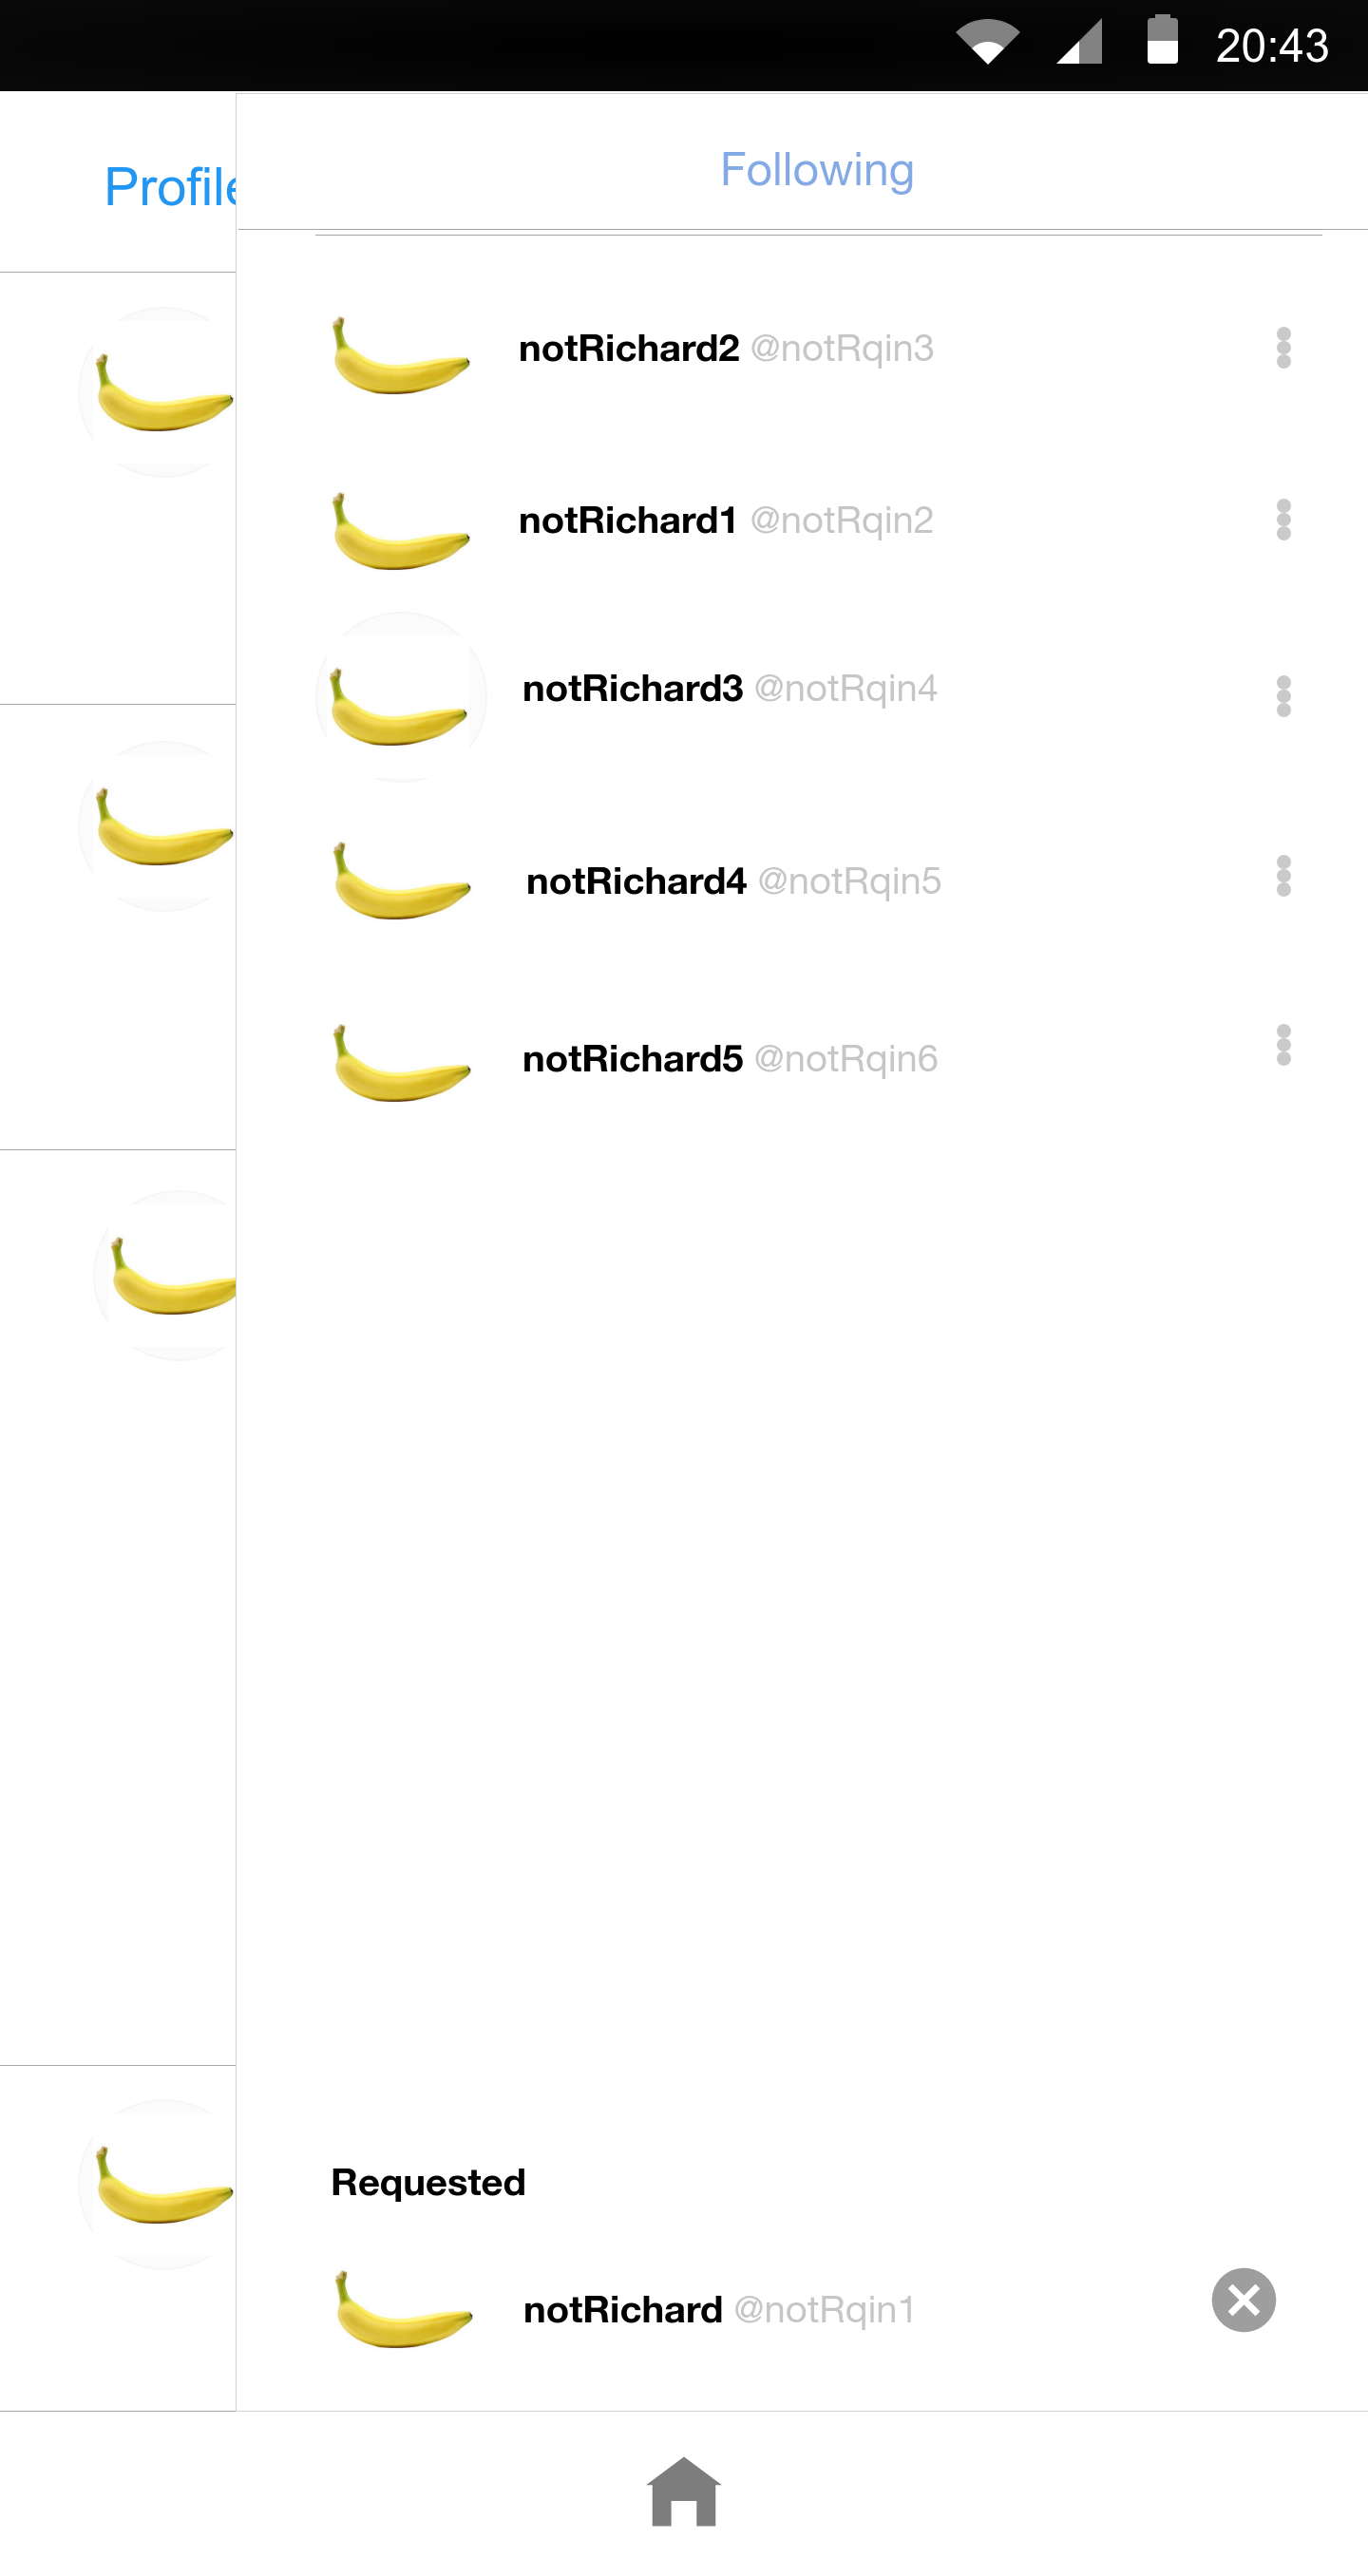 20:43
Profile
Following
notRichard2 @notRqin3
notRichard1 @notRqin2
notRichard3 @notRqin4
notRichard4 @notRqin5
notRichard5 @notRqin6
Requested
notRichard @notRqin1